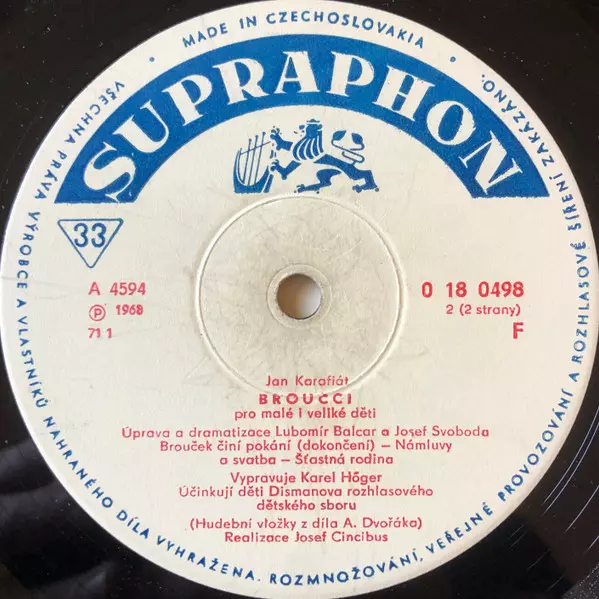 VŠECHNA PRÁVA VÝROBCE A VLASTNÍKŮ NAHRANÉHO DÍLA VYHRAŽENA. ROZMNOŽOVÁNÍ, VEŘEJNÉ PROVOZOVÁNÍ A ROZHLASOVÉ ŠÍŘENÍ ZAKÁZÁNO.
• MADE IN CZECHOSLOVAKIA •
SUPRAPHON
33
A 4594
Ⓟ 1968
71 1
0 18 0498
2 (2 strany)
F
Jan Karafiát
BROUČCI
pro malé i veliké děti
Úprava a dramatizace Lubomír Balcar a Josef Svoboda
Brouček činí pokání (dokončení) – Námluvy
a svatba – Šťastná rodina
Vypravuje Karel Höger
Účinkují děti Dismanova rozhlasového
dětského sboru
(Hudební vložky z díla A. Dvořáka)
Realizace Josef Cincibus